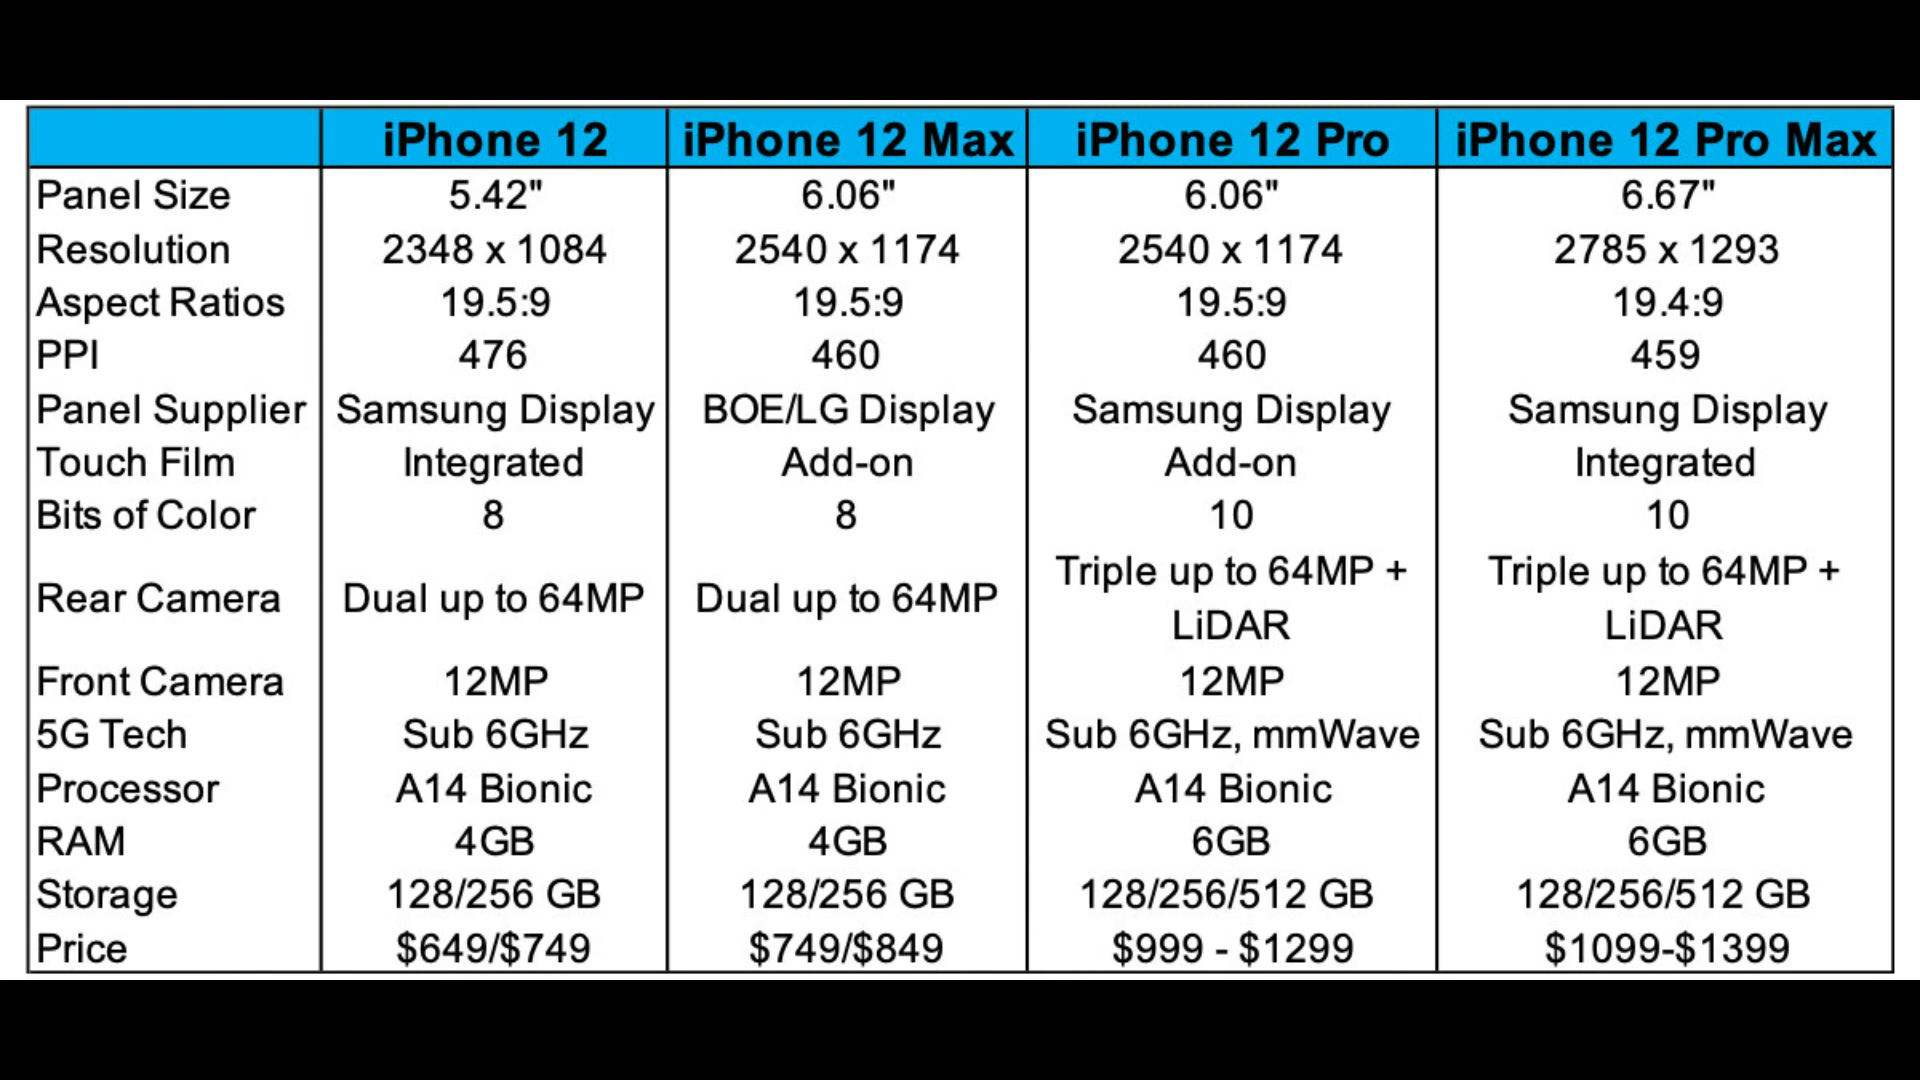 iPhone 12 iPhone 12 Max iPhone 12 Pro iPhone 12 Pro Max
Panel Size 5.42" 6.06" 6.06" 6.67"
Resolution 2348 x 1084 2540 x 1174 2540 x 1174 2785 x 1293
Aspect Ratios 19.5:9 19.5:9 19.5:9 19.4:9
PPI 476 460 460 459
Panel Supplier Samsung Display BOE/LG Display Samsung Display Samsung Display
Touch Film Integrated Add-on Add-on Integrated
Bits of Color 8 8 10 10
Rear Camera Dual up to 64MP Dual up to 64MP Triple up to 64MP + LiDAR Triple up to 64MP + LiDAR
Front Camera 12MP 12MP 12MP 12MP
5G Tech Sub 6GHz Sub 6GHz Sub 6GHz, mmWave Sub 6GHz, mmWave
Processor A14 Bionic A14 Bionic A14 Bionic A14 Bionic
RAM 4GB 4GB 6GB 6GB
Storage 128/256 GB 128/256 GB 128/256/512 GB 128/256/512 GB
Price $649/$749 $749/$849 $999 - $1299 $1099-$1399